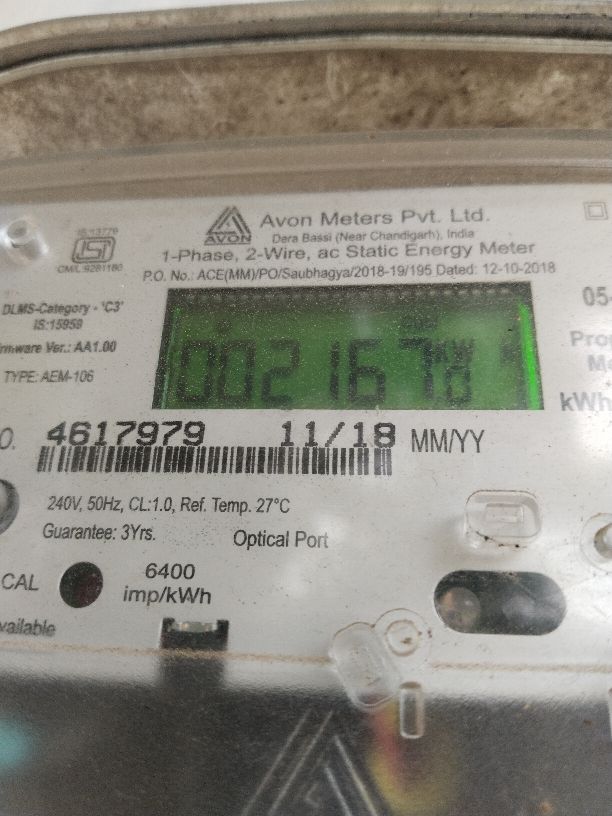 IS:13779
ISI
CM/L:9281180
AVON
Avon Meters Pvt. Ltd.
Dera Bassi (Near Chandigarh), India
1-Phase, 2-Wire, ac Static Energy Meter
P.O. No.: ACE(MM)/PO/Saubhagya/2018-19/195 Dated: 12-10-2018
DLMS-Category - 'C3'
IS:15959
rmware Ver.: AA1.00
TYPE: AEM-106
002167
05-
Prop
kWh
O. 4617979 11/18 MM/YY
240V, 50Hz, CL:1.0, Ref. Temp. 27°C
Guarantee: 3Yrs.
Optical Port
CAL
6400
imp/kWh
vailable